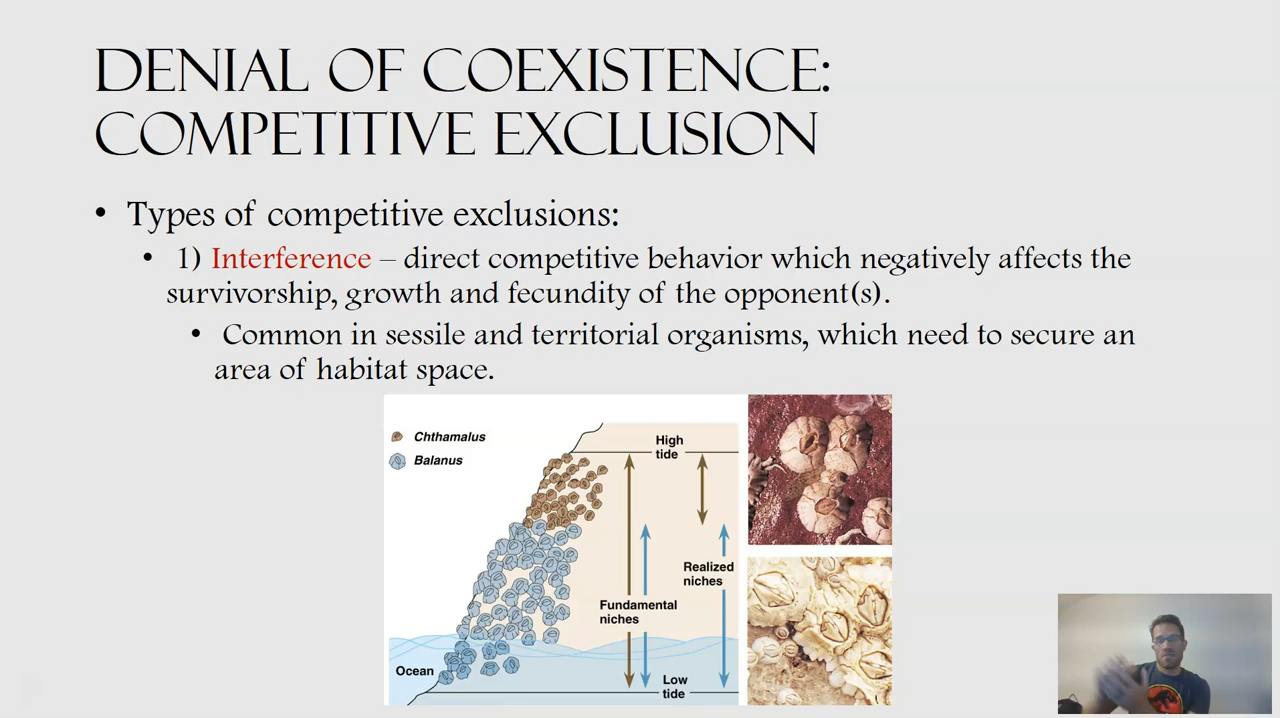 DENIAL OF COEXISTENCE:
COMPETITIVE EXCLUSION
• Types of competitive exclusions:
• 1) Interference – direct competitive behavior which negatively affects the
survivorship, growth and fecundity of the opponent(s).
• Common in sessile and territorial organisms, which need to secure an
area of habitat space.
Chthamalus
Balanus
High
tide
Realized
niches
Fundamental
niches
Ocean
Low
tide